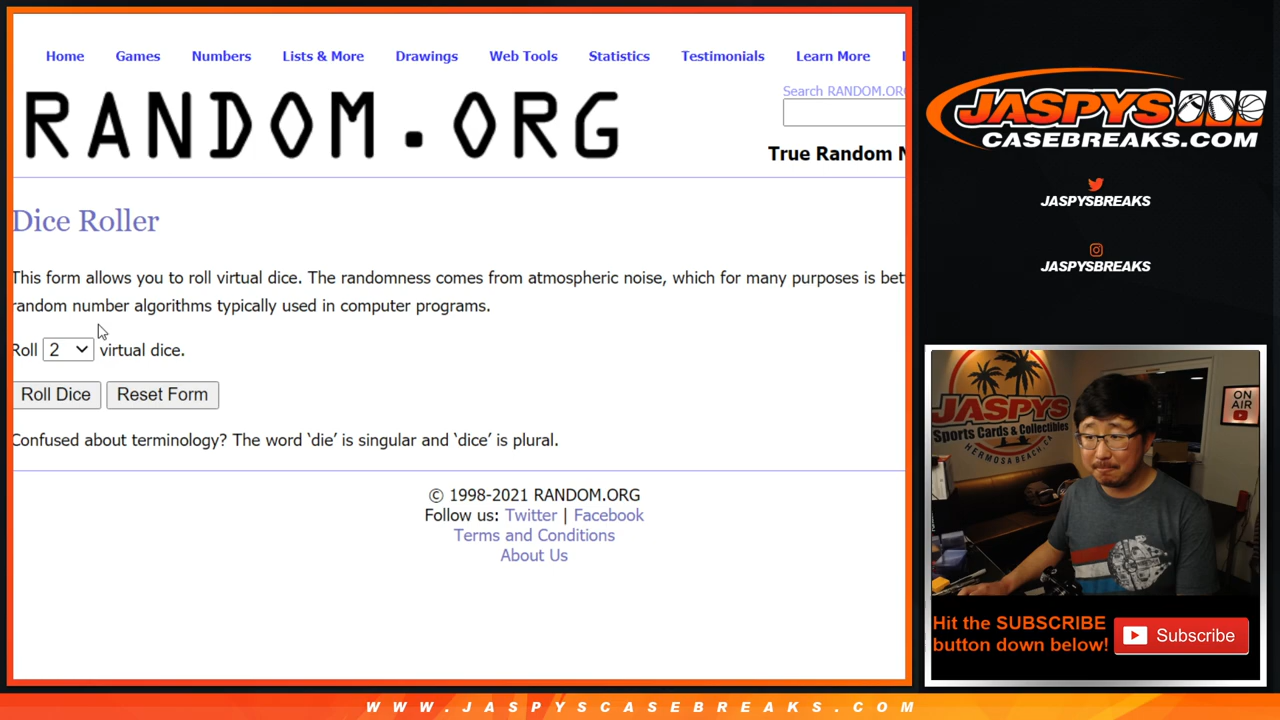 Home Games Numbers Lists & More Drawings Web Tools Statistics Testimonials Learn More
RANDOM.ORG
Search RANDOM.OR
True Random N
Dice Roller
This form allows you to roll virtual dice. The randomness comes from atmospheric noise, which for many purposes is bet
random number algorithms typically used in computer programs.
Roll 2 virtual dice.
Roll Dice Reset Form
Confused about terminology? The word ‘die’ is singular and ‘dice’ is plural.
© 1998-2021 RANDOM.ORG
Follow us: Twitter | Facebook
Terms and Conditions
About Us
JASPYS
CASEBREAKS.COM
JASPYSBREAKS
JASPYSBREAKS
JASPYS
Sports Cards & Collectibles
HERMOSA BEACH, CA
ON AIR
Hit the SUBSCRIBE
button down below!
Subscribe
WWW.JASPYSCASEBREAKS.COM